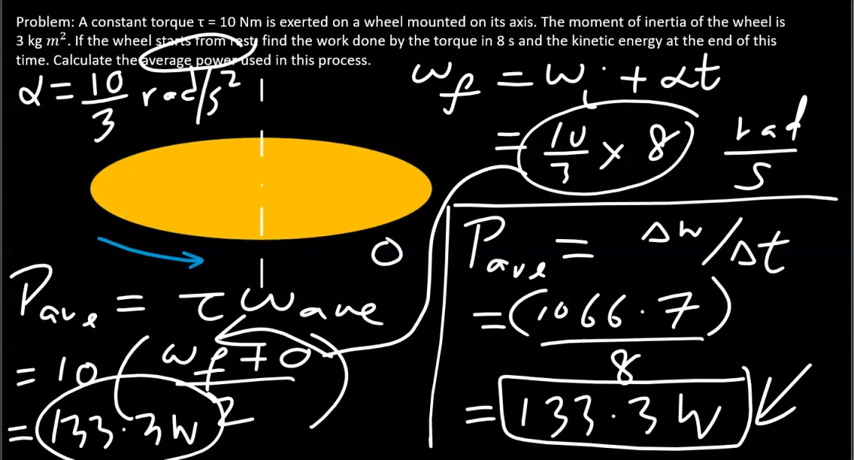 Problem: A constant torque τ = 10 Nm is exerted on a wheel mounted on its axis. The moment of inertia of the wheel is
3 kg m². If the wheel starts from rest, find the work done by the torque in 8 s and the kinetic energy at the end of this
time. Calculate the average power used in this process.
α = 10/3 rad/s²
ω_f = ω_i + αt
= 10/3 × 8 rad/s
0
P_ave = τ ω_ave
= 10 ( (ω_f + 0)/2 )
= 133.3 W
P_ave = ΔW/Δt
= (1066.7)/8
= 133.3 W